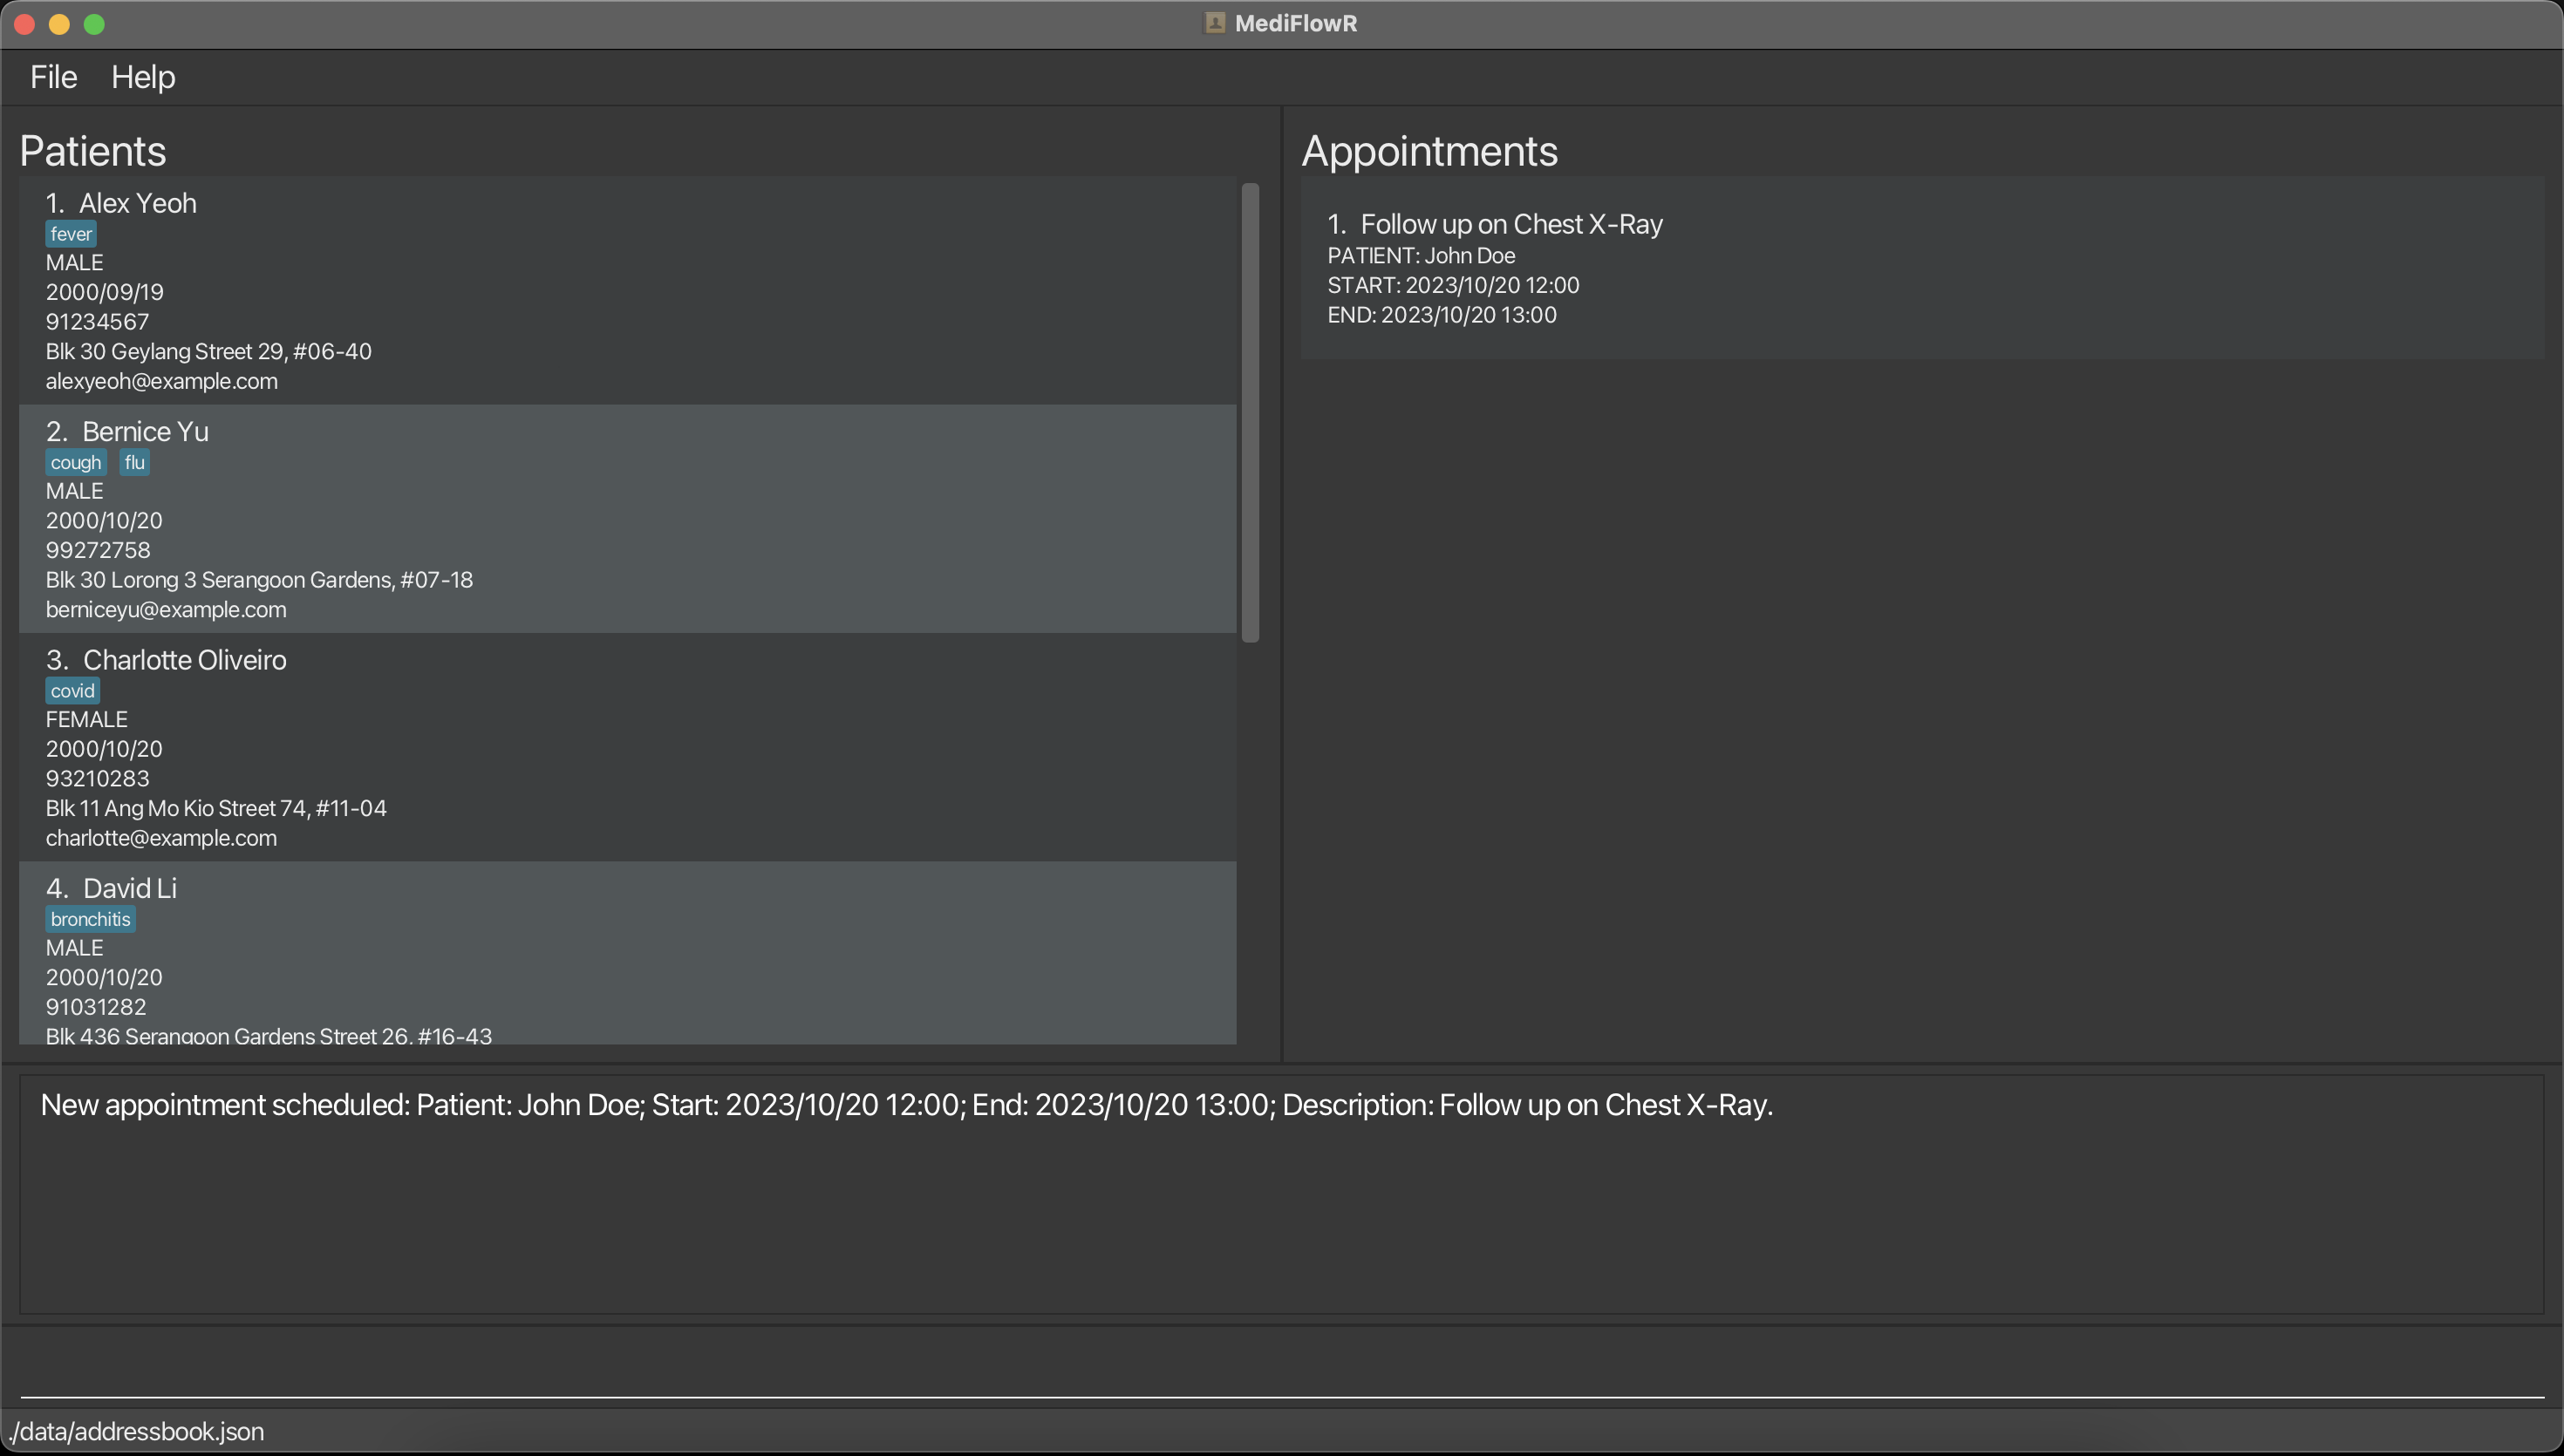 MediFlowR
File Help
Patients
1. Alex Yeoh
fever
MALE
2000/09/19
91234567
Blk 30 Geylang Street 29, #06-40
alexyeoh@example.com
2. Bernice Yu
cough flu
MALE
2000/10/20
99272758
Blk 30 Lorong 3 Serangoon Gardens, #07-18
berniceyu@example.com
3. Charlotte Oliveiro
covid
FEMALE
2000/10/20
93210283
Blk 11 Ang Mo Kio Street 74, #11-04
charlotte@example.com
4. David Li
bronchitis
MALE
2000/10/20
91031282
Blk 436 Serangoon Gardens Street 26, #16-43
Appointments
1. Follow up on Chest X-Ray
PATIENT: John Doe
START: 2023/10/20 12:00
END: 2023/10/20 13:00
New appointment scheduled: Patient: John Doe; Start: 2023/10/20 12:00; End: 2023/10/20 13:00; Description: Follow up on Chest X-Ray.
./data/addressbook.json